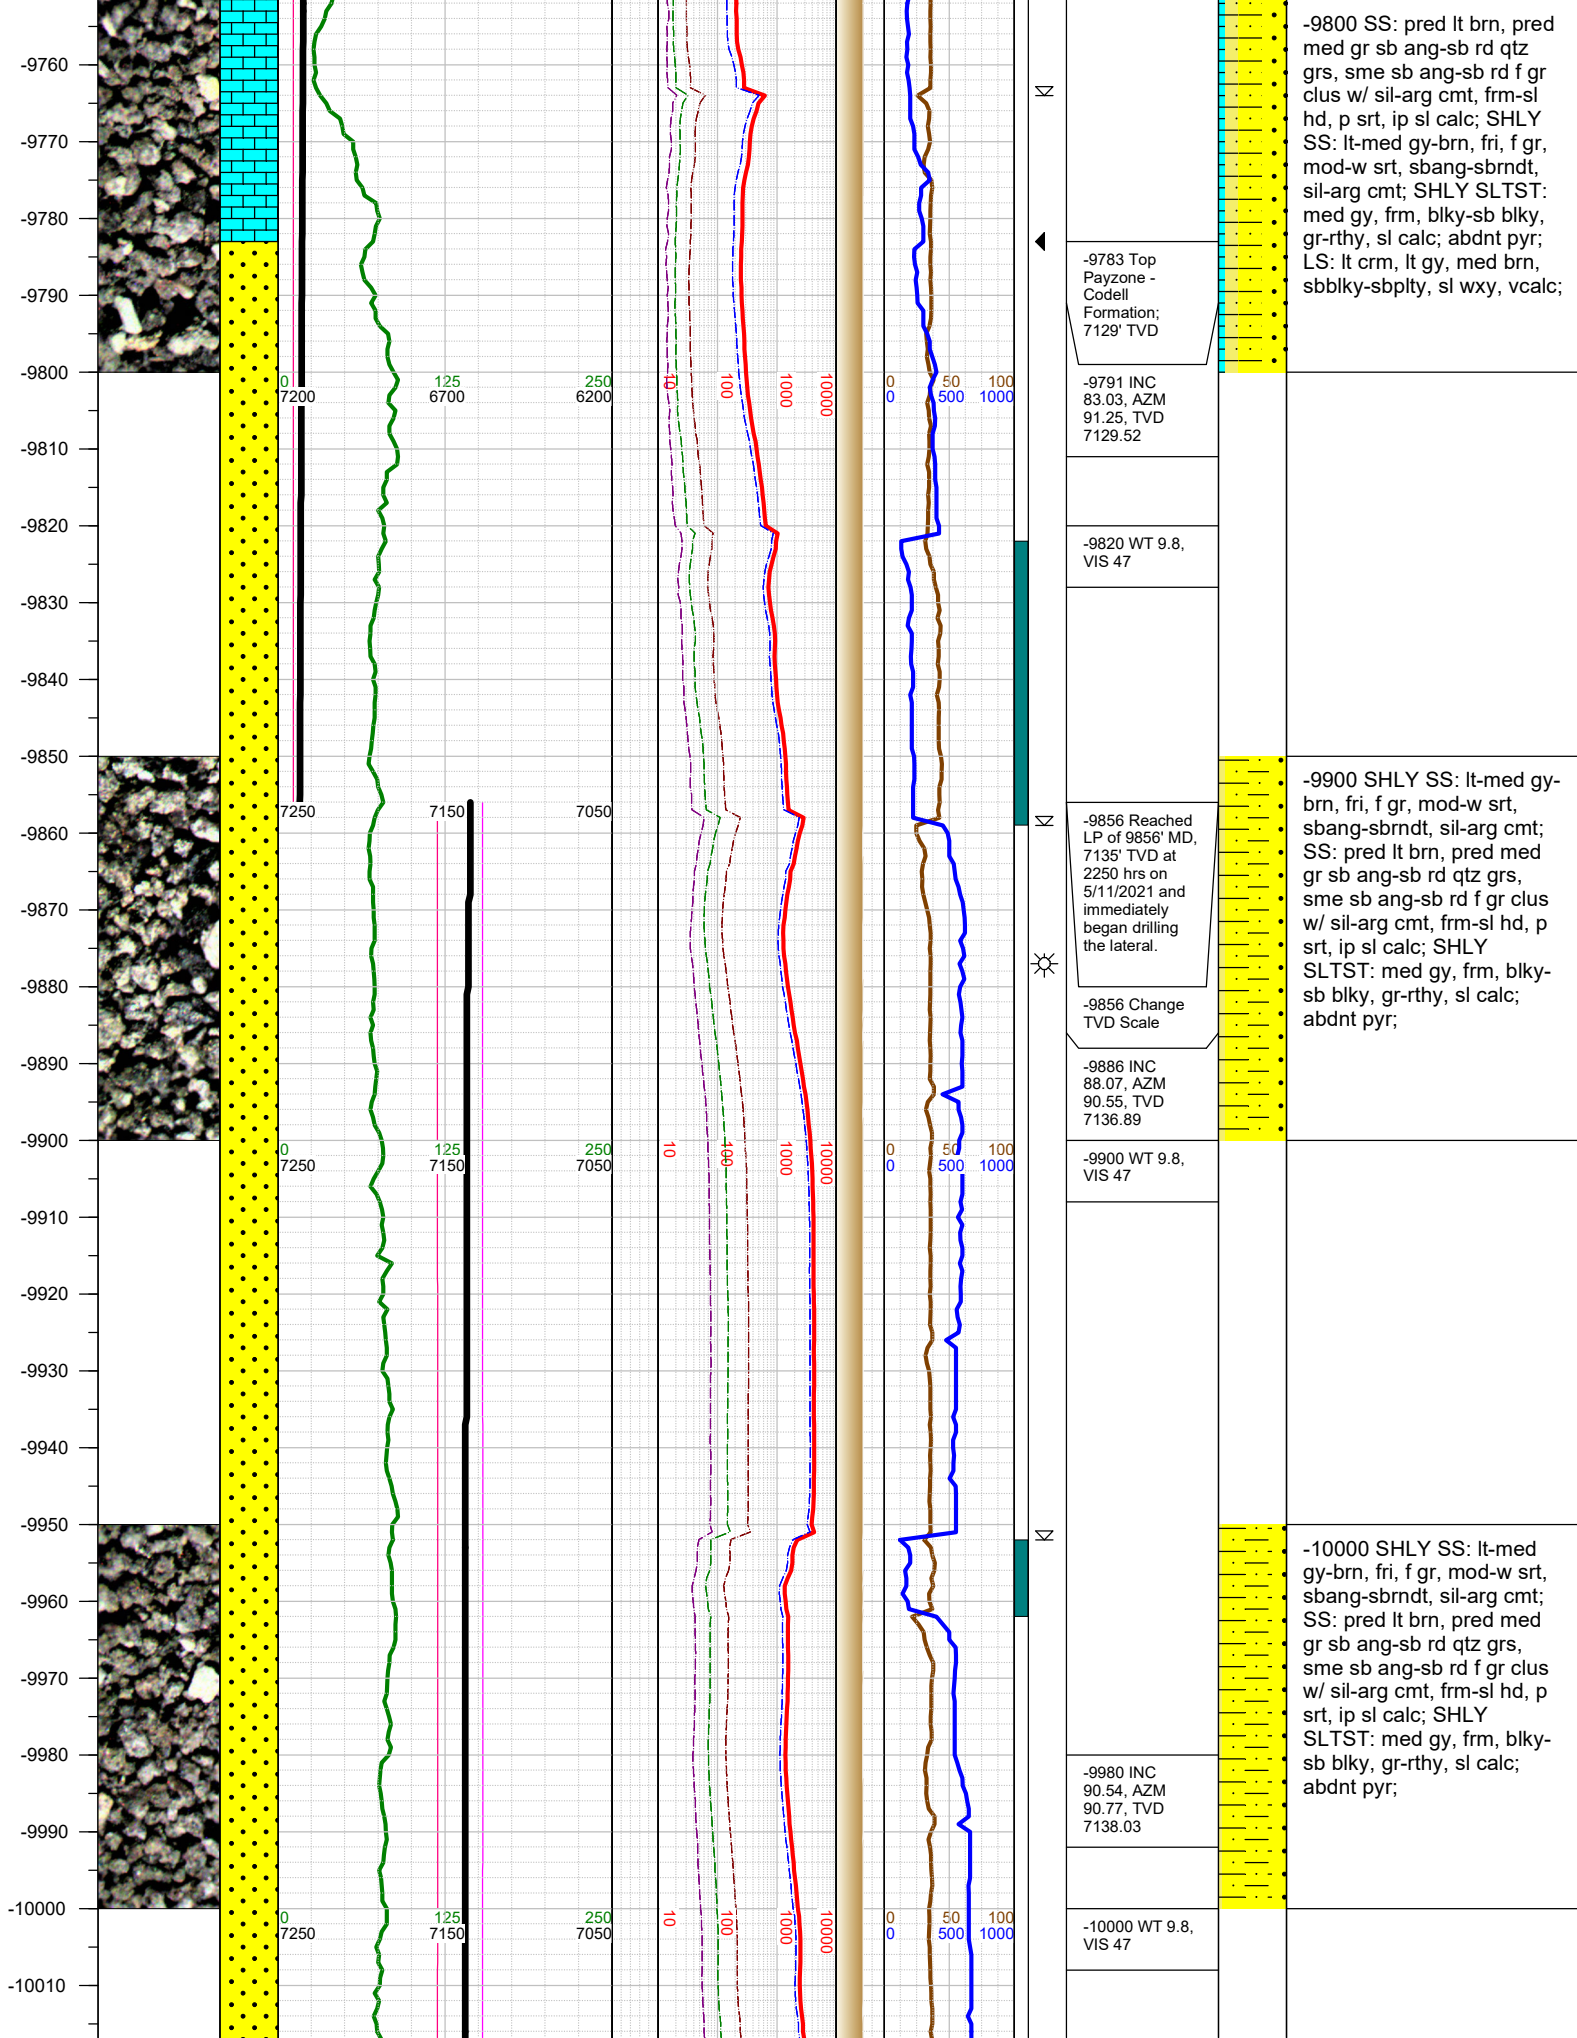 -9760
-9770
-9780
-9790
-9800
-9810
-9820
-9830
-9840
-9850
-9860
-9870
-9880
-9890
-9900
-9910
-9920
-9930
-9940
-9950
-9960
-9970
-9980
-9990
-10000
-10010
0 125 250
7200 6700 6200
10 100 1000 10000
0 50 100
0 500 1000
7250 7150 7050
0 125 250
7250 7150 7050
10 100 1000 10000
0 50 100
0 500 1000
0 125 250
7250 7150 7050
10 100 1000 10000
0 50 100
0 500 1000
-9783 Top
Payzone -
Codell
Formation;
7129' TVD
-9791 INC
83.03, AZM
91.25, TVD
7129.52
-9820 WT 9.8,
VIS 47
-9856 Reached
LP of 9856' MD,
7135' TVD at
2250 hrs on
5/11/2021 and
immediately
began drilling
the lateral.
-9856 Change
TVD Scale
-9886 INC
88.07, AZM
90.55, TVD
7136.89
-9900 WT 9.8,
VIS 47
-9980 INC
90.54, AZM
90.77, TVD
7138.03
-10000 WT 9.8,
VIS 47
-9800 SS: pred lt brn, pred
med gr sb ang-sb rd qtz
grs, sme sb ang-sb rd f gr
clus w/ sil-arg cmt, frm-sl
hd, p srt, ip sl calc; SHLY
SS: lt-med gy-brn, fri, f gr,
mod-w srt, sbang-sbrndt,
sil-arg cmt; SHLY SLTST:
med gy, frm, blky-sb blky,
gr-rthy, sl calc; abdnt pyr;
LS: lt crm, lt gy, med brn,
sbblky-sbplty, sl wxy, vcalc;
-9900 SHLY SS: lt-med gy-
brn, fri, f gr, mod-w srt,
sbang-sbrndt, sil-arg cmt;
SS: pred lt brn, pred med
gr sb ang-sb rd qtz grs,
sme sb ang-sb rd f gr clus
w/ sil-arg cmt, frm-sl hd, p
srt, ip sl calc; SHLY
SLTST: med gy, frm, blky-
sb blky, gr-rthy, sl calc;
abdnt pyr;
-10000 SHLY SS: lt-med
gy-brn, fri, f gr, mod-w srt,
sbang-sbrndt, sil-arg cmt;
SS: pred lt brn, pred med
gr sb ang-sb rd qtz grs,
sme sb ang-sb rd f gr clus
w/ sil-arg cmt, frm-sl hd, p
srt, ip sl calc; SHLY
SLTST: med gy, frm, blky-
sb blky, gr-rthy, sl calc;
abdnt pyr;